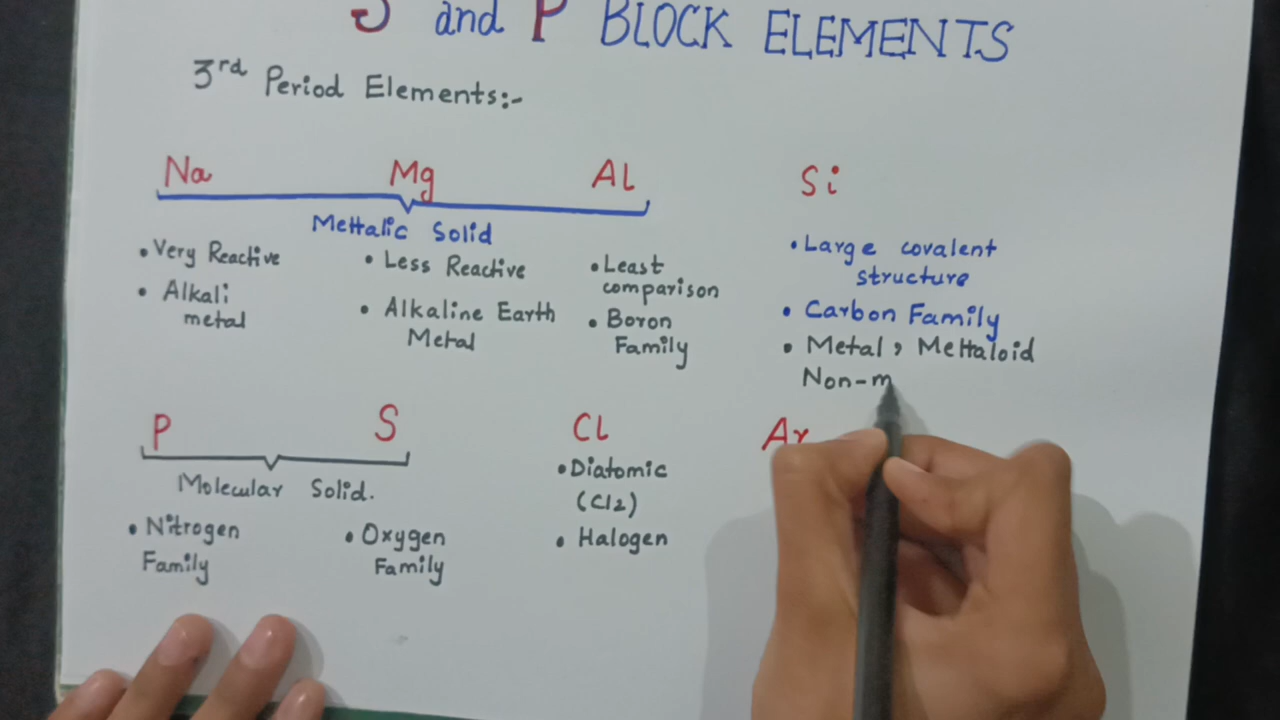 S and P BLOCK ELEMENTS
3rd Period Elements:-
Na Mg Al Si
Mettalic Solid
• Very Reactive
• Alkali
metal
• Less Reactive
• Alkaline Earth
Metal
• Least
comparison
• Boron
Family
• Large covalent
structure
• Carbon Family
• Metal, Mettaloid
Non-m
P S Cl Ar
Molecular Solid.
• Nitrogen
Family
• Oxygen
Family
• Diatomic
(Cl2)
• Halogen